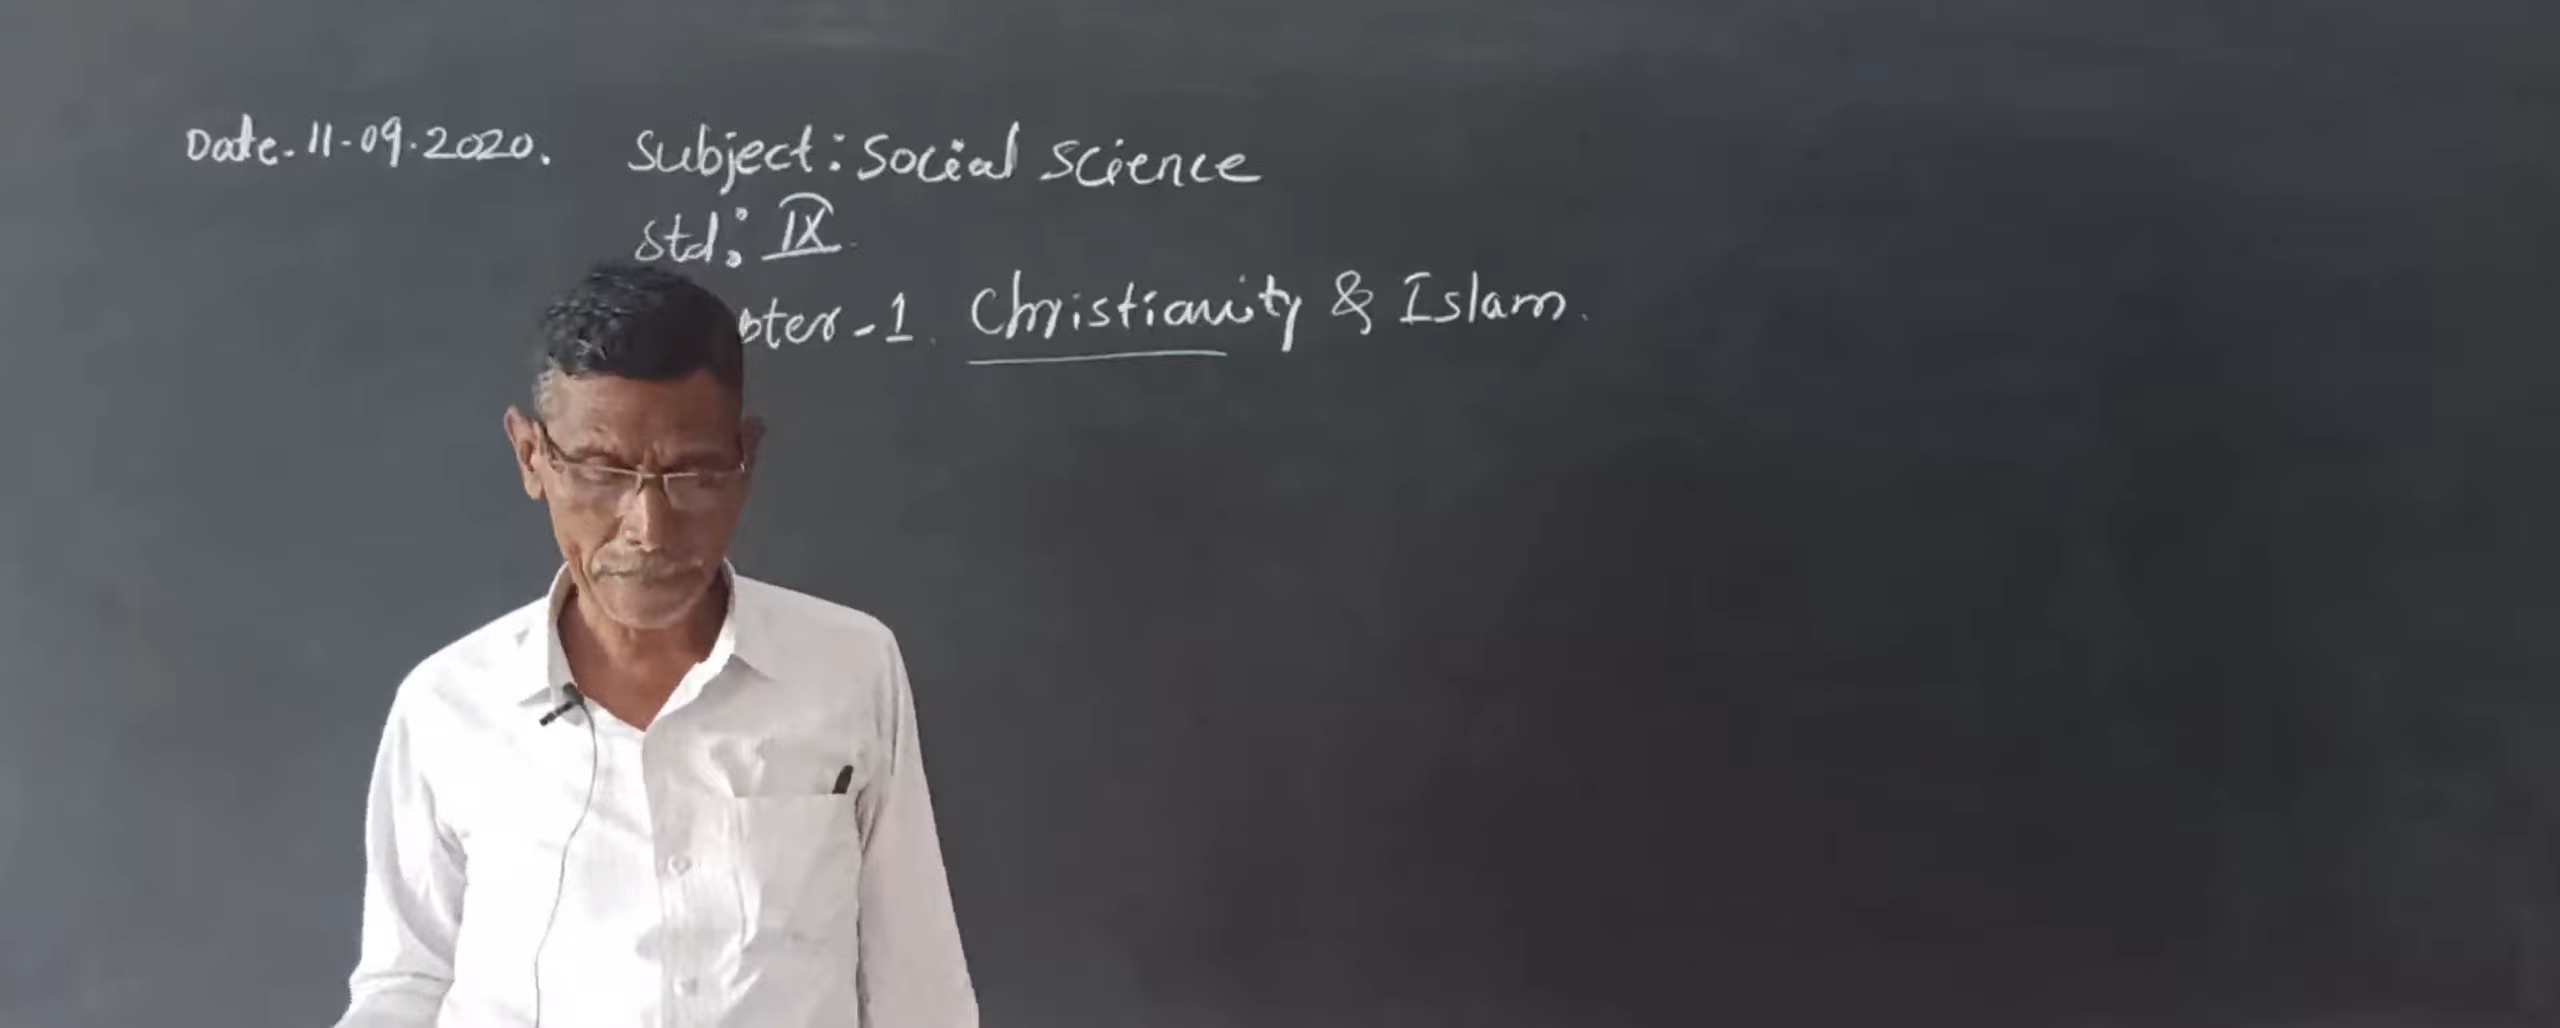 Date. 11-09.2020. Subject: Social Science
Std: IX
pter-1. Christianity & Islam.